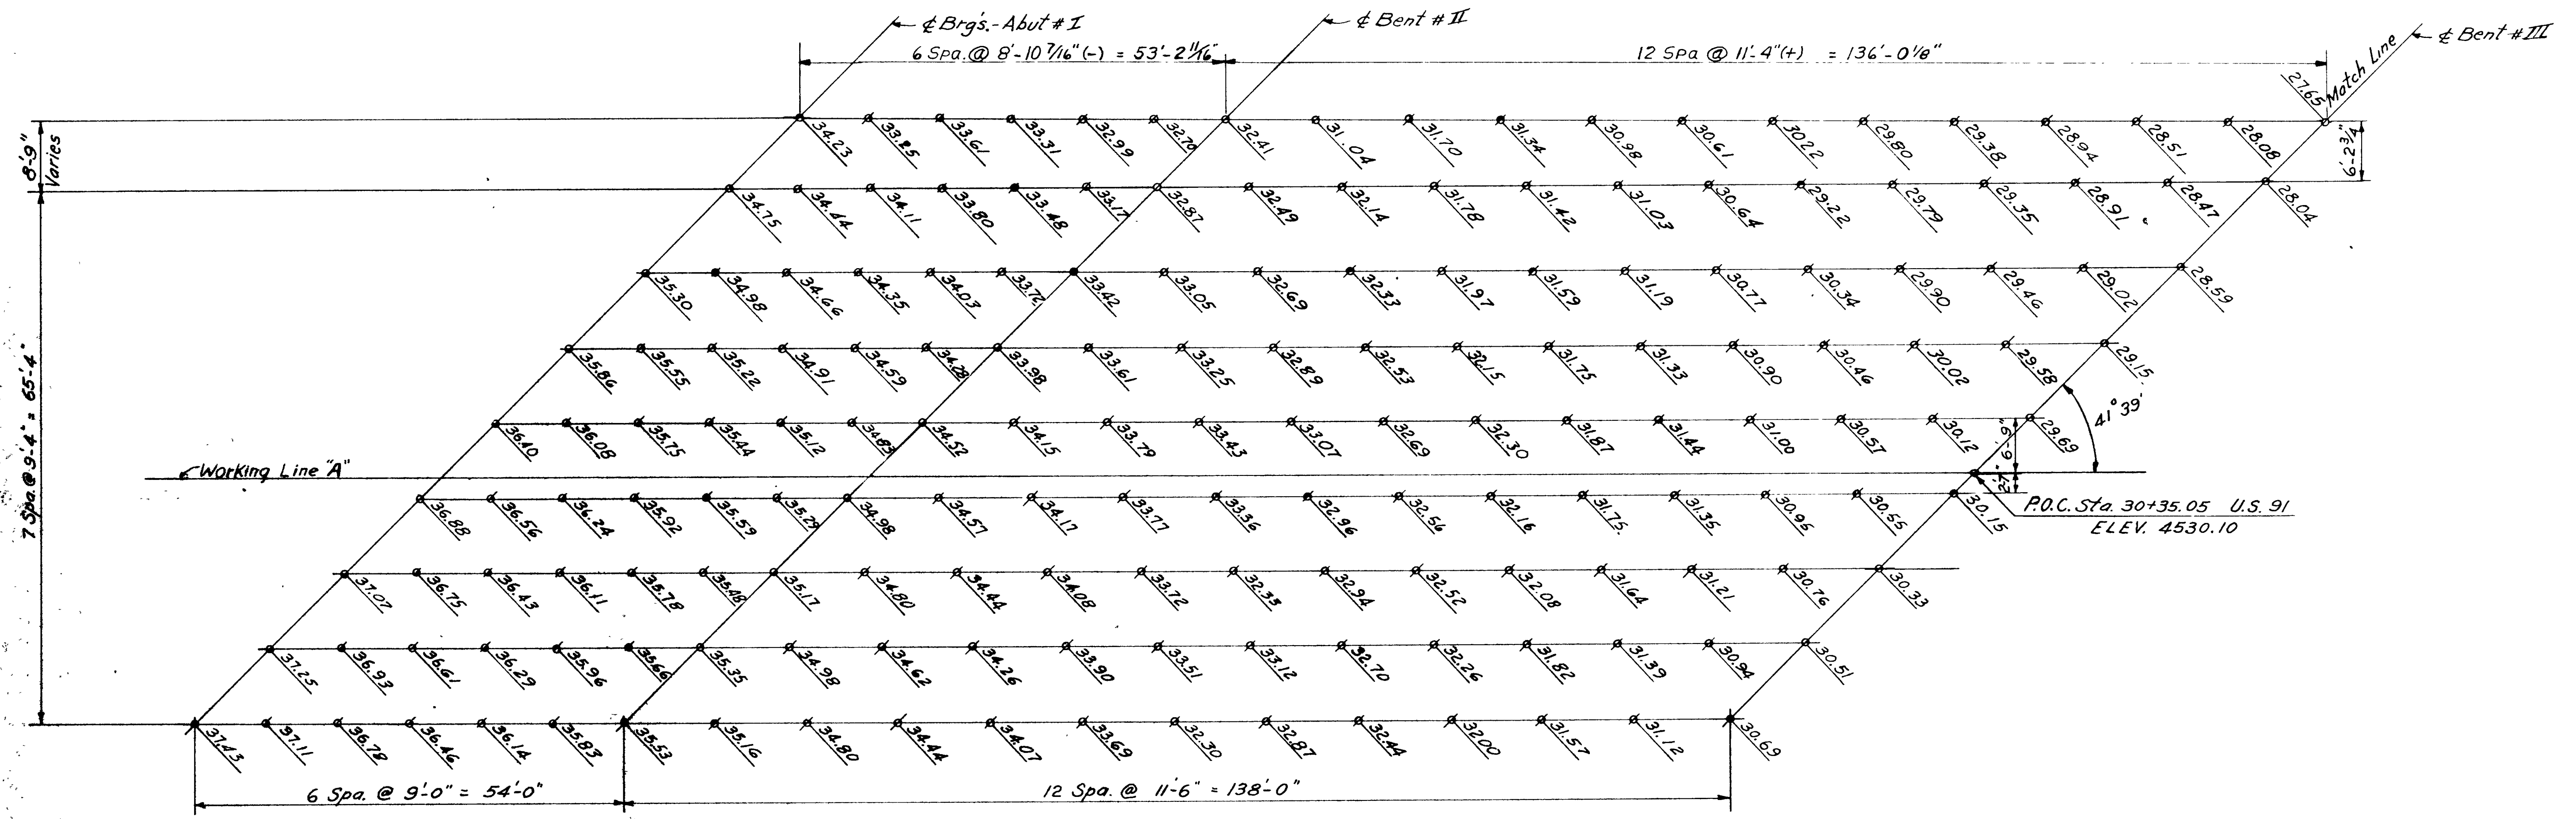 ₵ Brg's.-Abut # I
₵ Bent # II
₵ Bent # III
6 Spa. @ 8'-10 7/16" (-) = 53'-2 11/16"
12 Spa @ 11'-4"(+) = 136'-0 1/8"
Match Line
8'-9"
Varies
27.65
34.23 33.25 33.61 33.31 32.99 32.70 32.41 31.04 31.70 31.34 30.98 30.61 30.22 29.80 29.38 28.94 28.51 28.08
6'-2 3/4"
34.75 34.44 34.11 33.80 33.48 33.17 32.87 32.49 32.14 31.78 31.42 31.03 30.64 29.22 29.79 29.35 28.91 28.47 28.04
35.30 34.98 34.66 34.35 34.03 33.72 33.42 33.05 32.69 32.33 31.97 31.59 31.19 30.77 30.34 29.90 29.46 29.02 28.59
7 Spa. @ 9'-4" = 65'-4"
35.86 35.55 35.22 34.91 34.59 34.28 33.98 33.61 33.25 32.89 32.53 32.15 31.75 31.33 30.90 30.46 30.02 29.58 29.15
41° 39'
36.40 36.08 35.75 35.44 35.12 34.83 34.52 34.15 33.79 33.43 33.07 32.69 32.30 31.87 31.44 31.00 30.57 30.12 29.69
6'-9"
Working Line "A"
36.88 36.56 36.24 35.92 35.59 35.29 34.98 34.57 34.17 33.77 33.36 32.96 32.56 32.16 31.75 31.35 30.95 30.55 30.15
P.O.C. Sta. 30+35.05 U.S. 91
ELEV. 4530.10
37.07 36.75 36.43 36.11 35.78 35.48 35.17 34.80 34.44 34.08 33.72 32.33 32.94 32.52 32.08 31.64 31.21 30.76 30.33
37.25 36.93 36.61 36.29 35.96 35.66 35.35 34.98 34.62 34.26 33.90 33.51 33.12 32.70 32.26 31.82 31.39 30.94 30.51
37.43 37.11 36.78 36.46 36.14 35.83 35.53 35.16 34.80 34.44 34.07 33.69 32.30 32.87 32.44 32.00 31.57 31.12 30.69
6 Spa. @ 9'-0" = 54'-0"
12 Spa. @ 11'-6" = 138'-0"